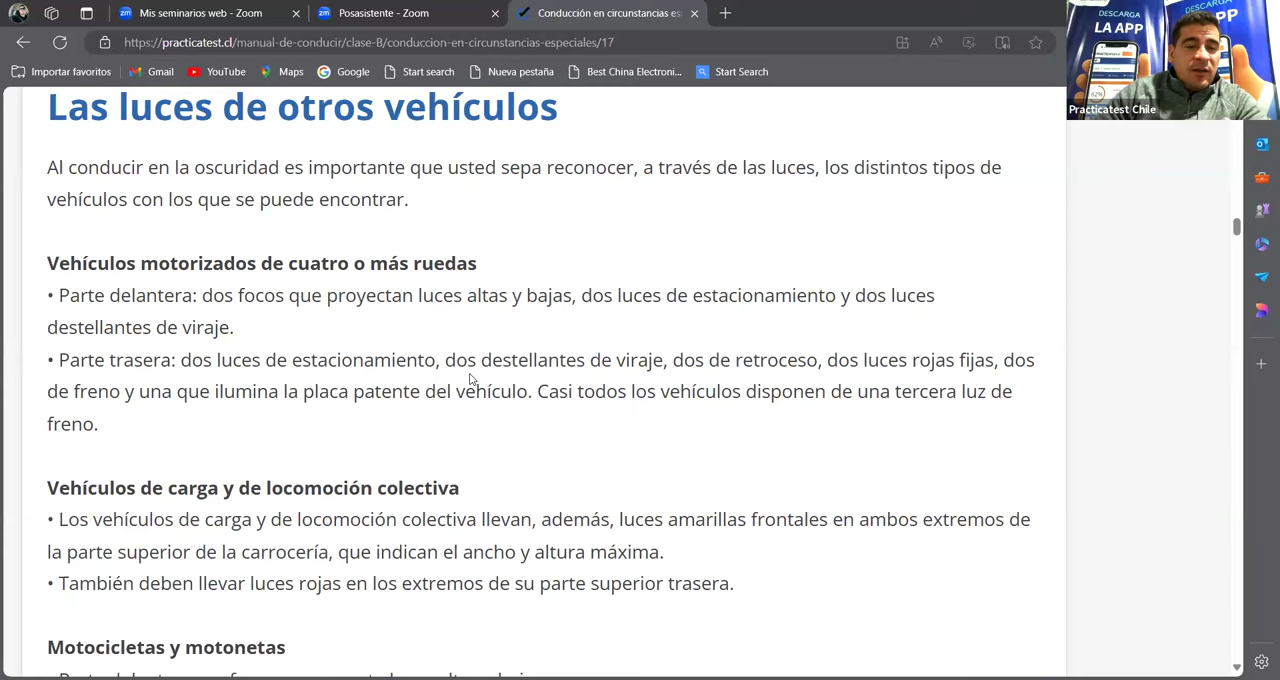 Mis seminarios web - Zoom
Posasistente - Zoom
Conducción en circunstancias es
https://practicatest.cl/manual-de-conducir/clase-B/conduccion-en-circunstancias-especiales/17
Importar favoritos
Gmail
YouTube
Maps
Google
Start search
Nueva pestaña
Best China Electroni...
Start Search
DESCARGA
LA APP
DESCARGA
APP
62%
Practicatest Chile
Las luces de otros vehículos
Al conducir en la oscuridad es importante que usted sepa reconocer, a través de las luces, los distintos tipos de
vehículos con los que se puede encontrar.
Vehículos motorizados de cuatro o más ruedas
• Parte delantera: dos focos que proyectan luces altas y bajas, dos luces de estacionamiento y dos luces
destellantes de viraje.
• Parte trasera: dos luces de estacionamiento, dos destellantes de viraje, dos de retroceso, dos luces rojas fijas, dos
de freno y una que ilumina la placa patente del vehículo. Casi todos los vehículos disponen de una tercera luz de
freno.
Vehículos de carga y de locomoción colectiva
• Los vehículos de carga y de locomoción colectiva llevan, además, luces amarillas frontales en ambos extremos de
la parte superior de la carrocería, que indican el ancho y altura máxima.
• También deben llevar luces rojas en los extremos de su parte superior trasera.
Motocicletas y motonetas